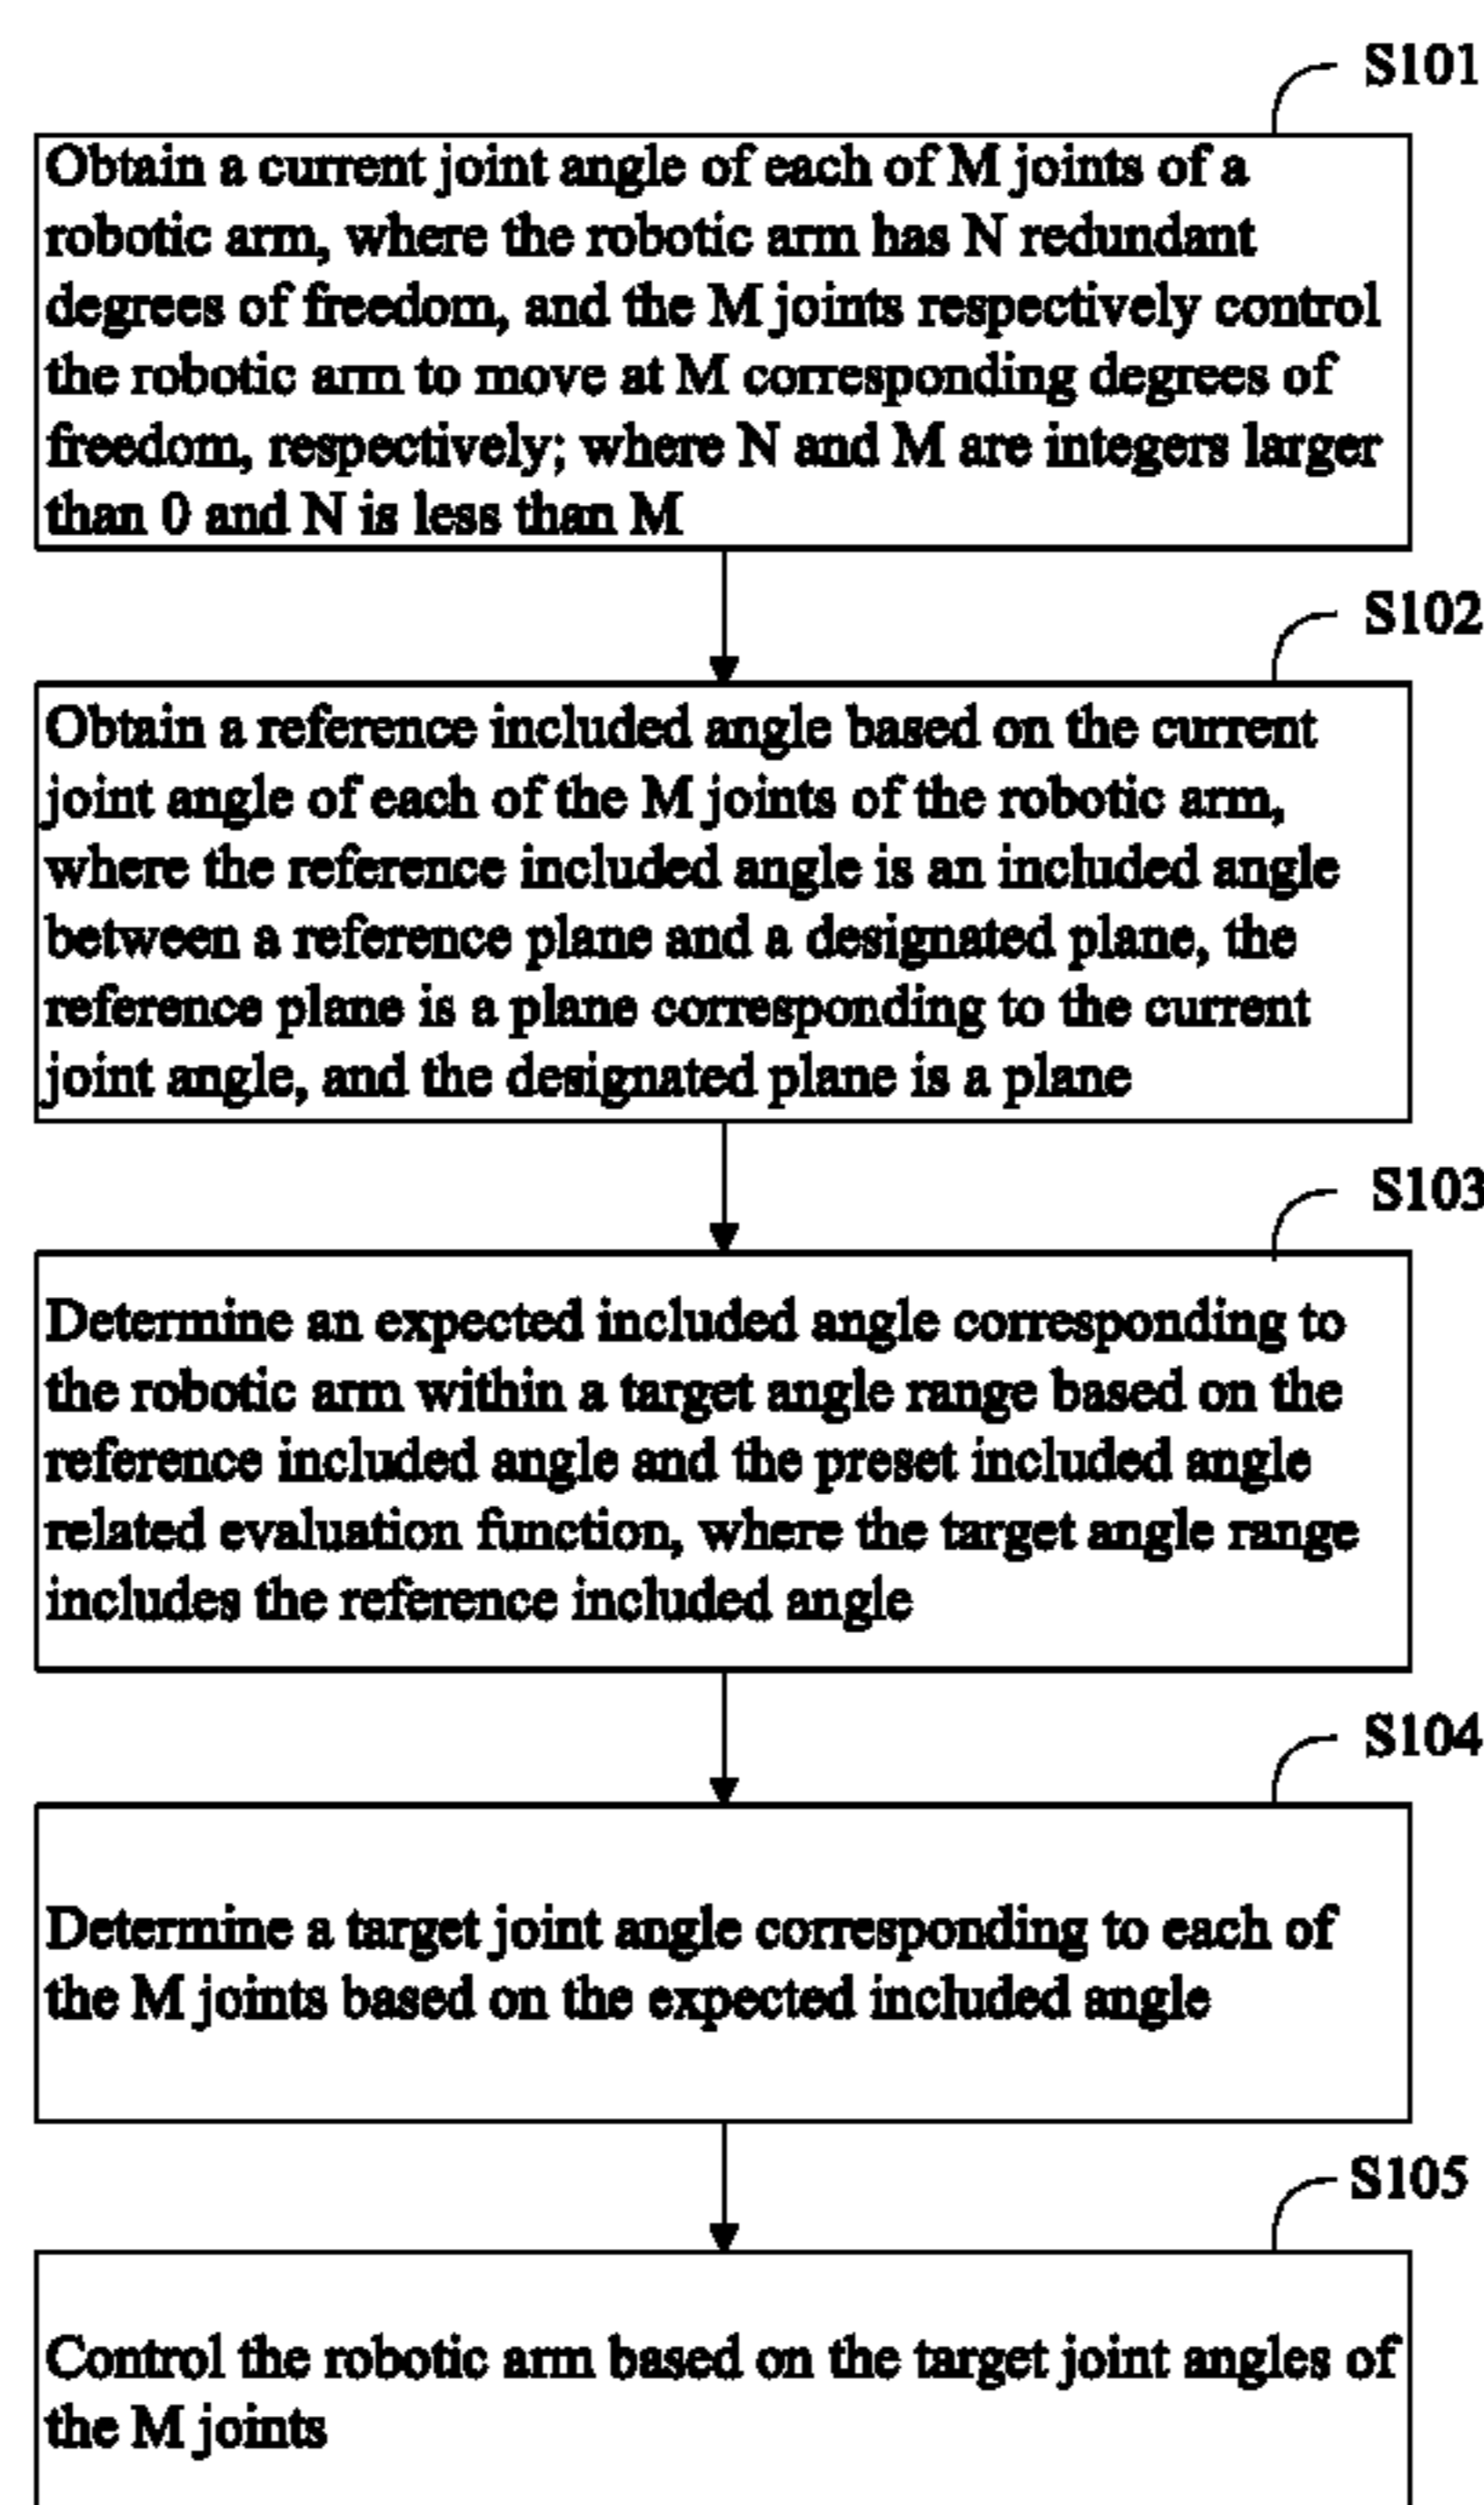 S101
Obtain a current joint angle of each of M joints of a
robotic arm, where the robotic arm has N redundant
degrees of freedom, and the M joints respectively control
the robotic arm to move at M corresponding degrees of
freedom, respectively; where N and M are integers larger
than 0 and N is less than M
S102
Obtain a reference included angle based on the current
joint angle of each of the M joints of the robotic arm,
where the reference included angle is an included angle
between a reference plane and a designated plane, the
reference plane is a plane corresponding to the current
joint angle, and the designated plane is a plane
S103
Determine an expected included angle corresponding to
the robotic arm within a target angle range based on the
reference included angle and the preset included angle
related evaluation function, where the target angle range
includes the reference included angle
S104
Determine a target joint angle corresponding to each of
the M joints based on the expected included angle
S105
Control the robotic arm based on the target joint angles of
the M joints